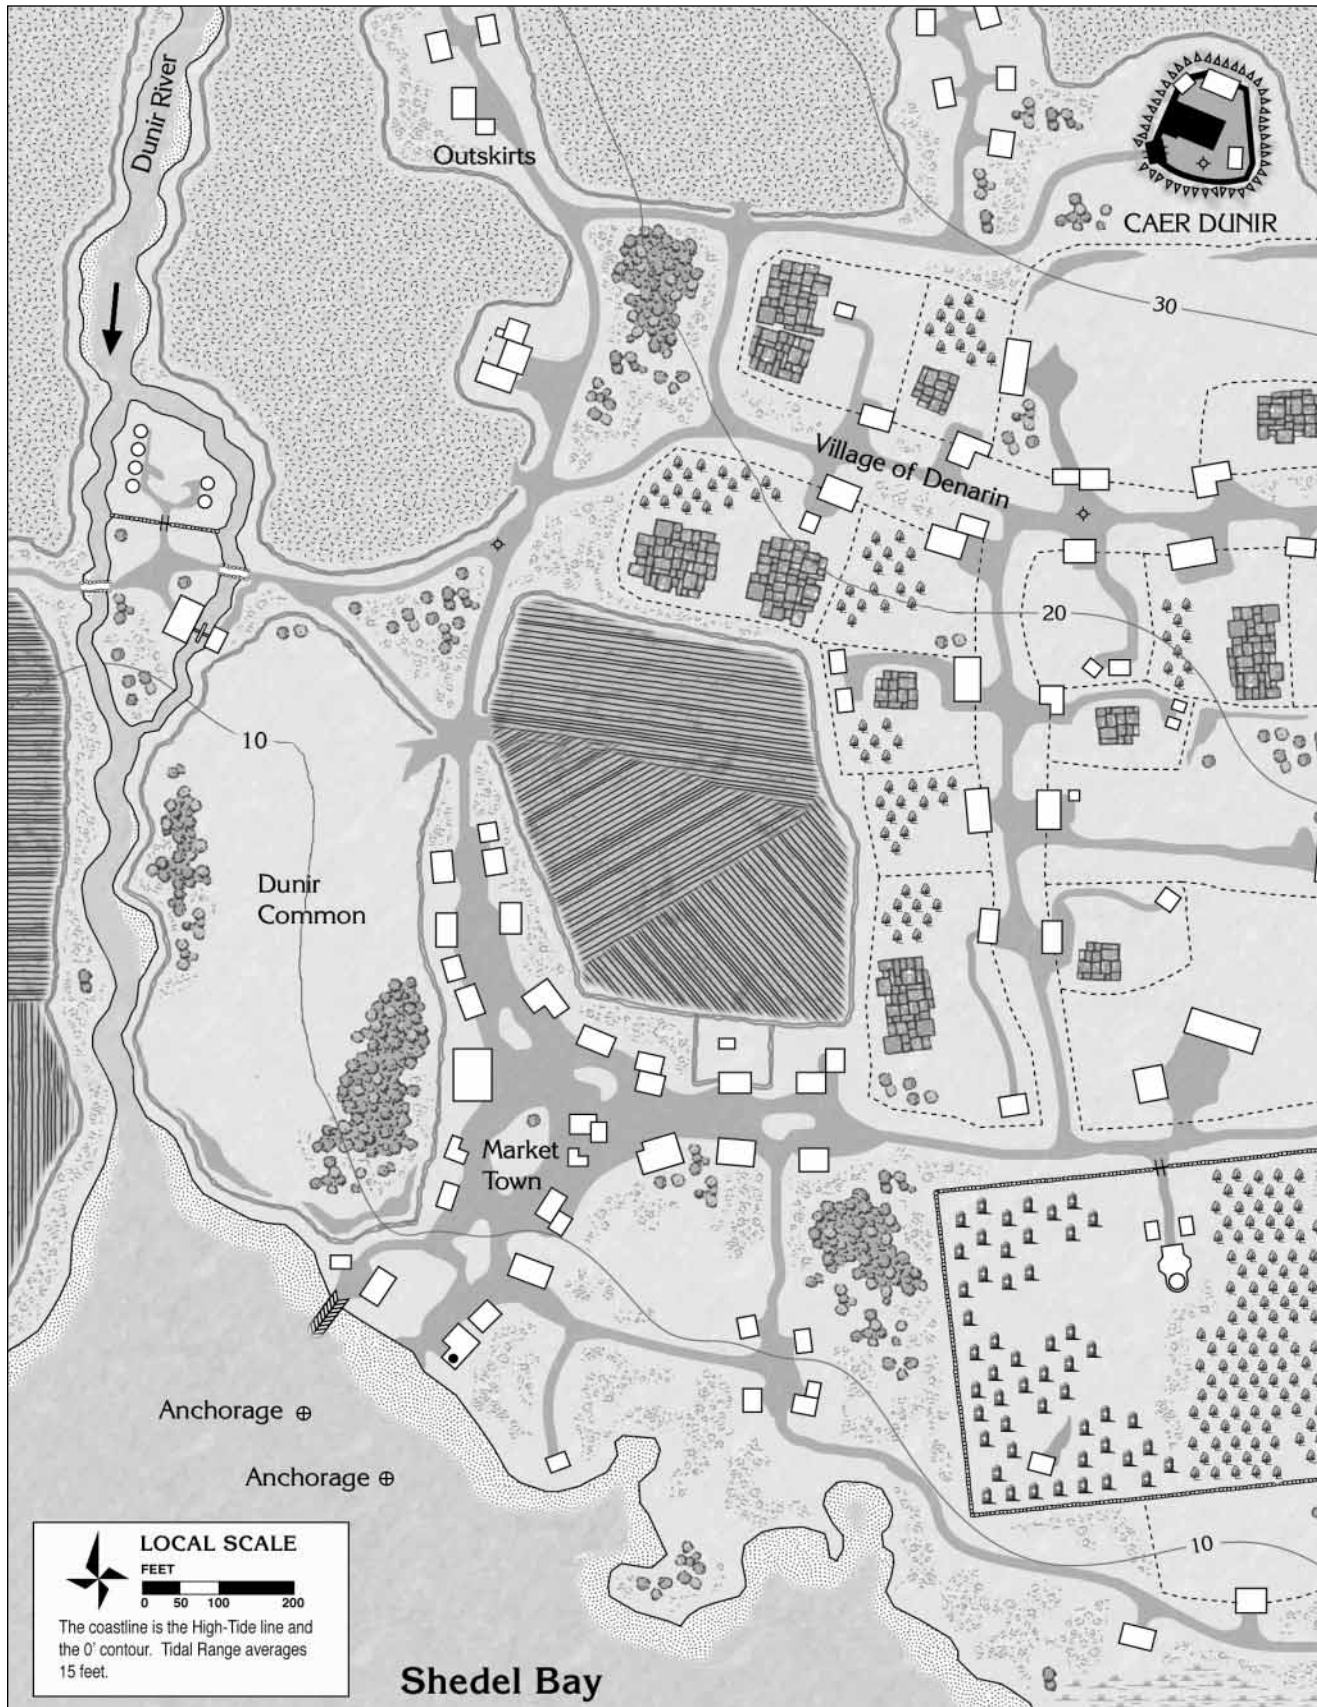 Dunir River
Outskirts
CAER DUNIR
30
Village of Denarin
20
10
Dunir
Common
Market
Town
Anchorage
Anchorage
10
LOCAL SCALE
FEET
0 50 100 200
The coastline is the High-Tide line and
the 0' contour. Tidal Range averages
15 feet.
Shedel Bay